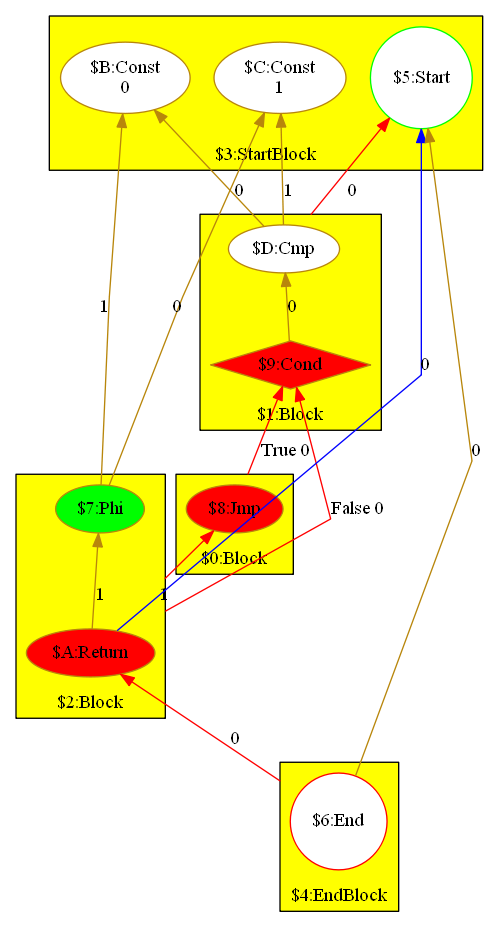 $B:Const
0
$C:Const
1
$5:Start
$3:StartBlock
0
1
0
$D:Cmp
1
0
0
$9:Cond
0
$1:Block
True 0
0
$7:Phi
$8:Jmp
False 0
$0:Block
1
1
$A:Return
$2:Block
0
$6:End
$4:EndBlock